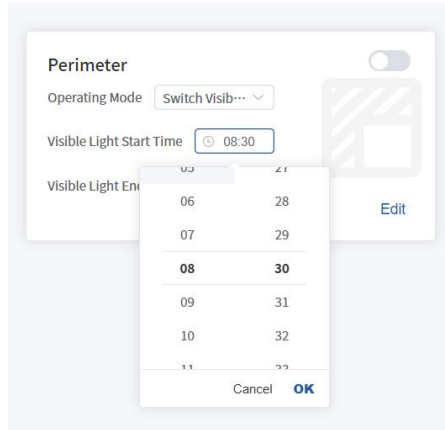 Perimeter
Operating Mode Switch Visib···
Visible Light Start Time 08:30
Visible Light En
06 28
07 29
08 30
09 31
10 32
Cancel OK
Edit